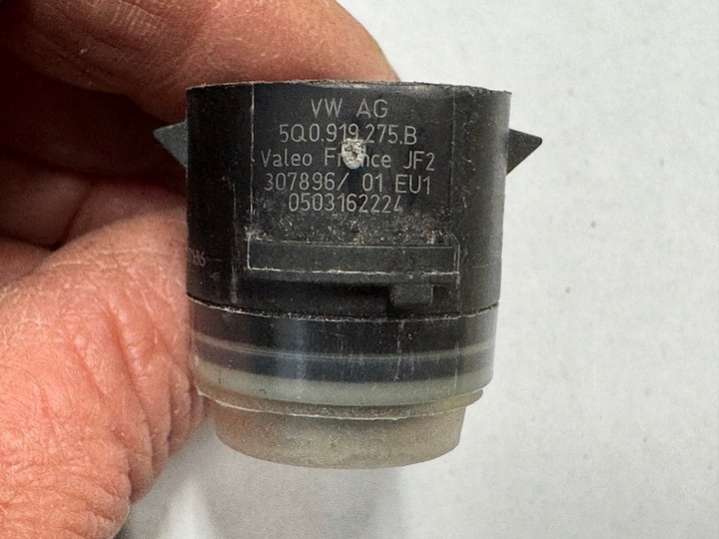 VW AG
5Q0.919.275.B
Valeo France JF2
307896/ 01 EU1
0503162224